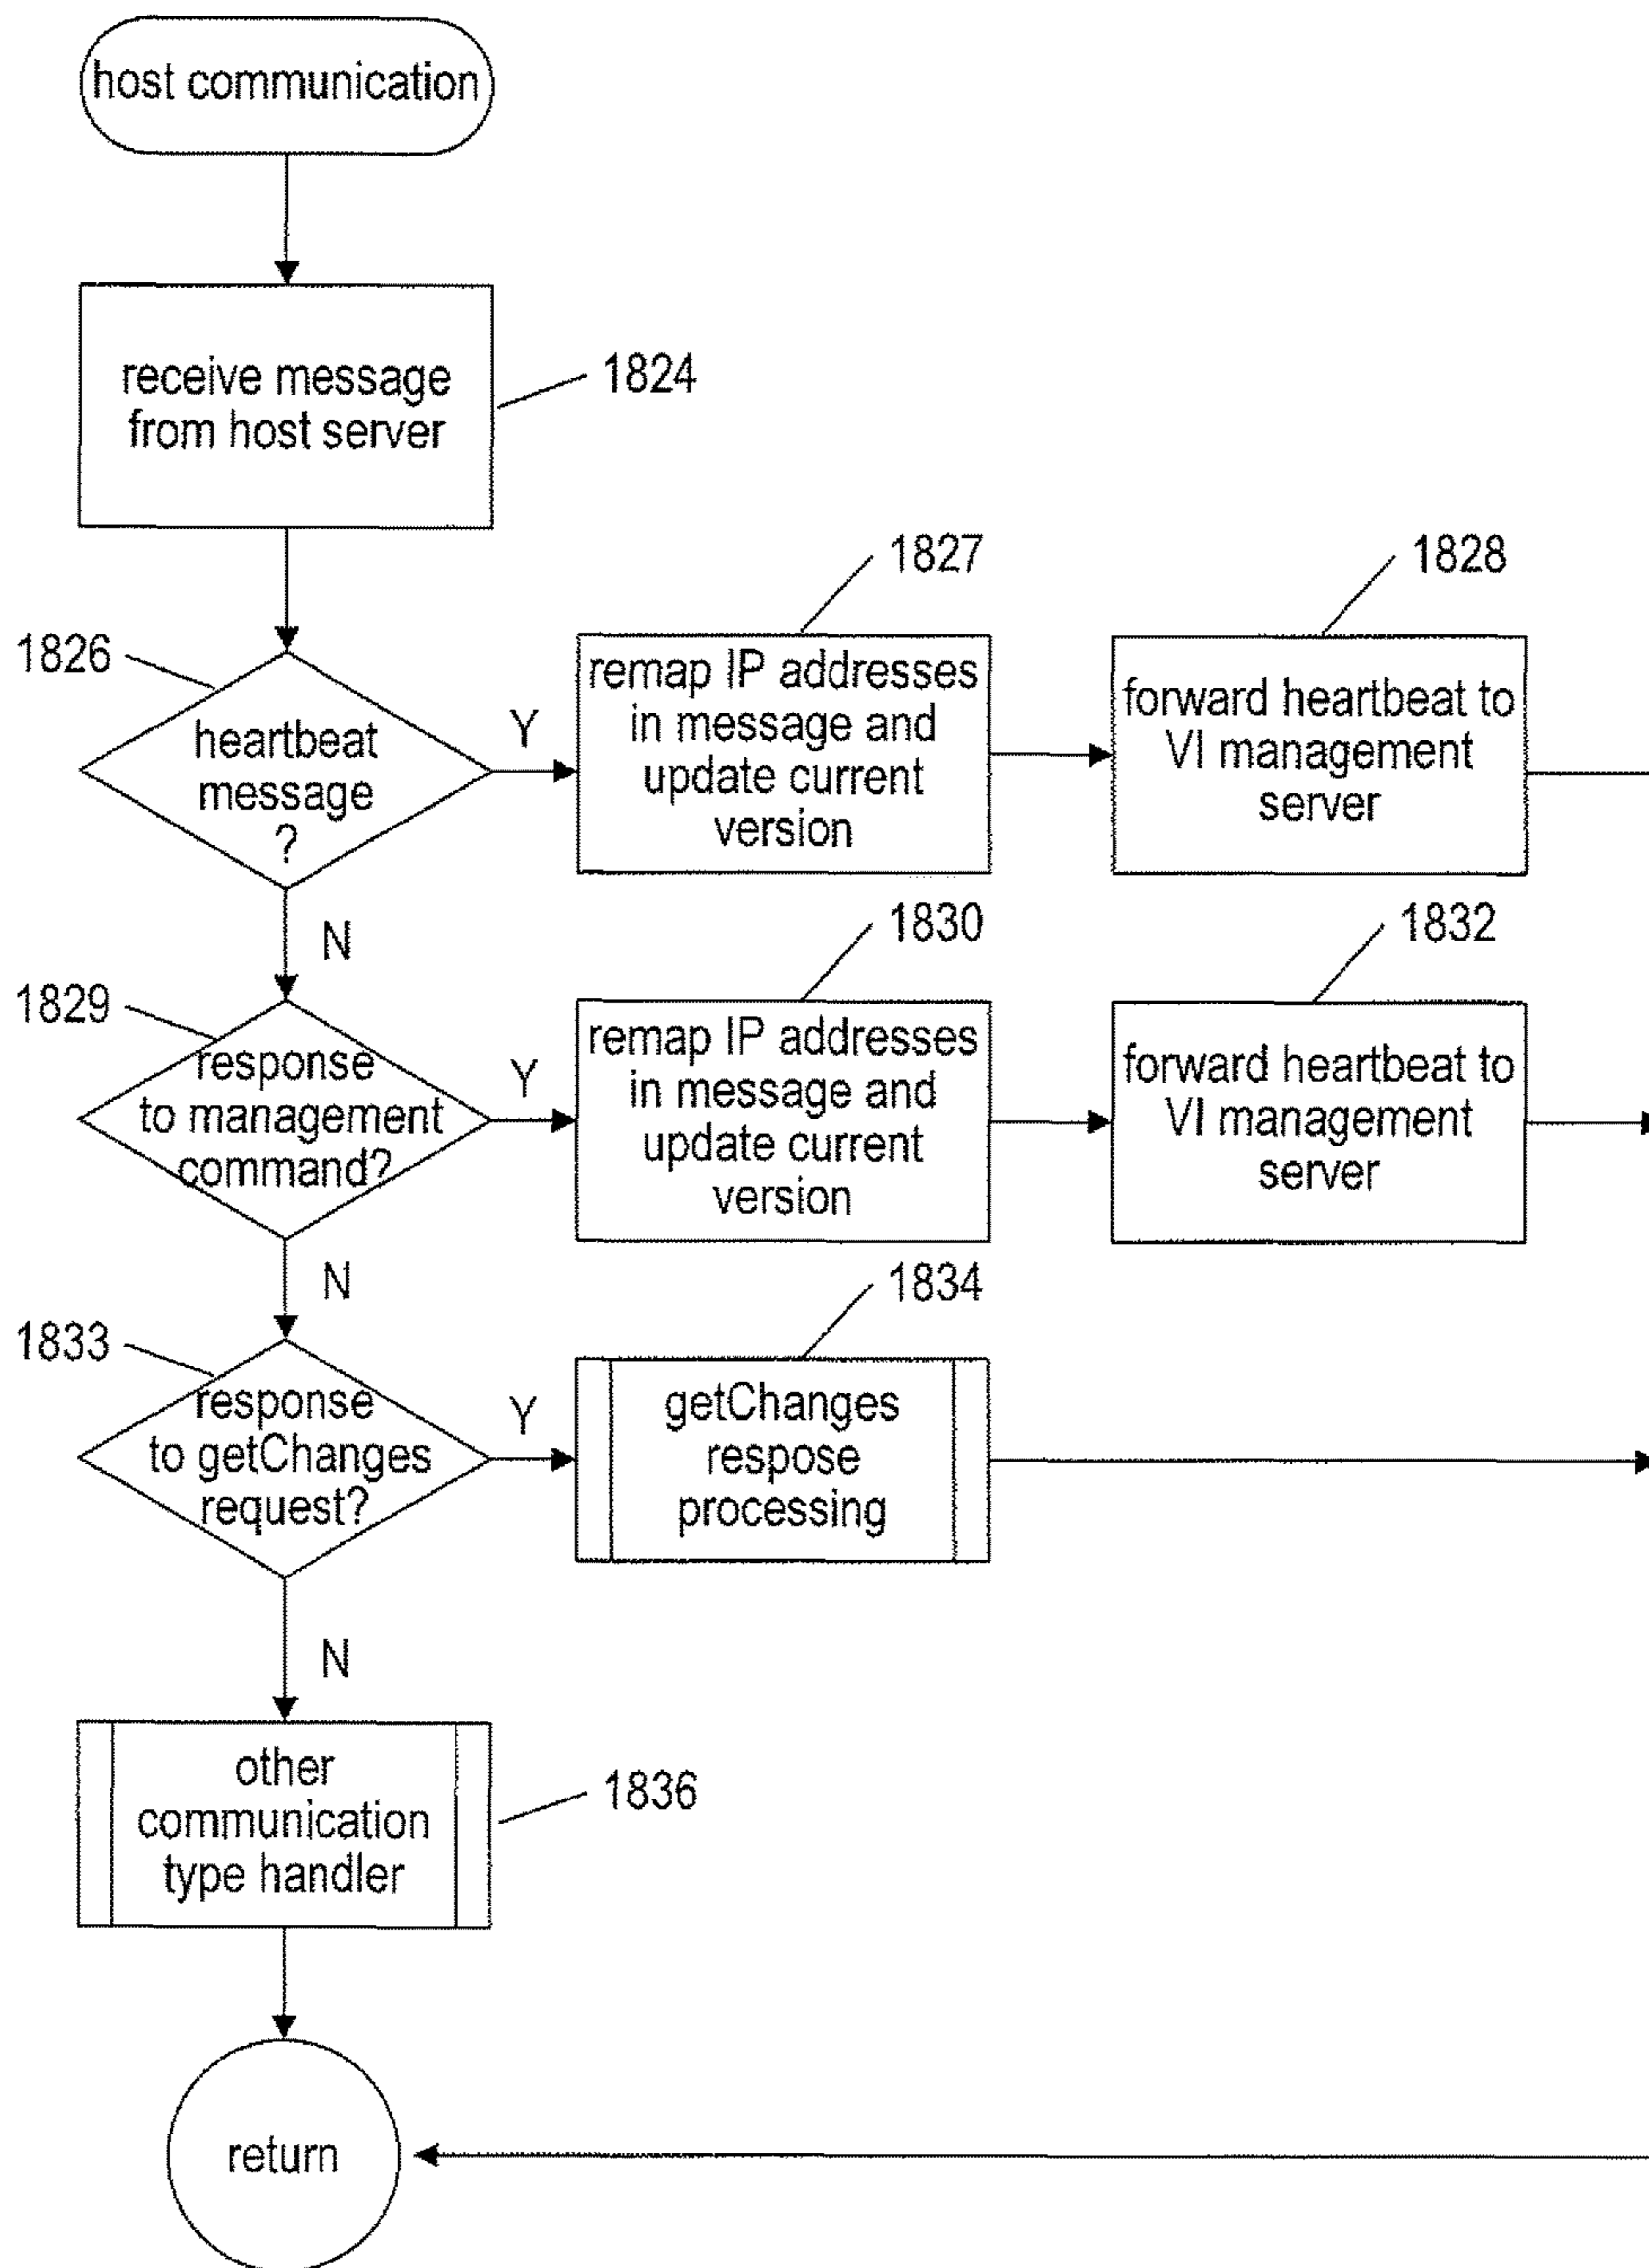 host communication
receive message
from host server
1824
1826
heartbeat
message
?
Y
N
1827
remap IP addresses
in message and
update current
version
1828
forward heartbeat to
VI management
server
1829
response
to management
command?
Y
N
1830
remap IP addresses
in message and
update current
version
1832
forward heartbeat to
VI management
server
1833
response
to getChanges
request?
Y
N
1834
getChanges
respose
processing
other
communication
type handler
1836
return